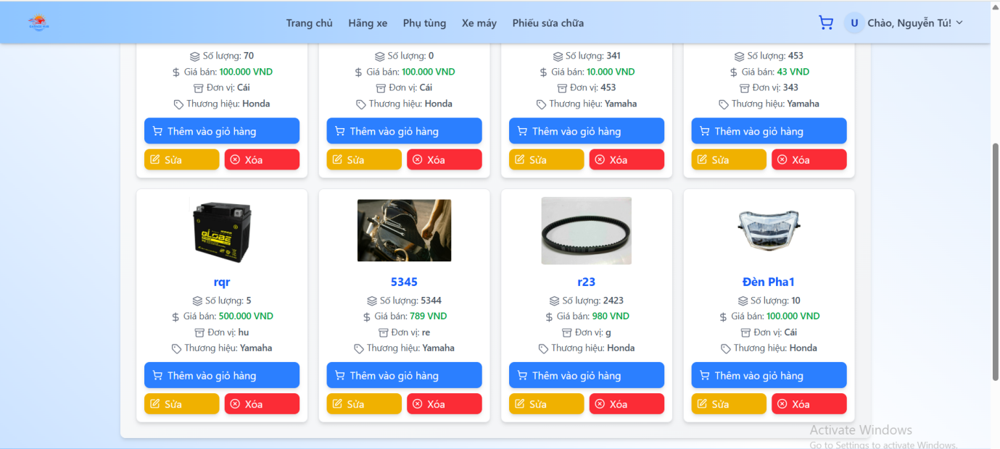 Trang chủ Hãng xe Phụ tùng Xe máy Phiếu sửa chữa U Chào, Nguyễn Tú!
Số lượng: 70 Số lượng: 0 Số lượng: 341 Số lượng: 453
Giá bán: 100.000 VND Giá bán: 100.000 VND Giá bán: 10.000 VND Giá bán: 43 VND
Đơn vị: Cái Đơn vị: Cái Đơn vị: 453 Đơn vị: 343
Thương hiệu: Honda Thương hiệu: Honda Thương hiệu: Yamaha Thương hiệu: Yamaha
Thêm vào giỏ hàng Thêm vào giỏ hàng Thêm vào giỏ hàng Thêm vào giỏ hàng
Sửa Xóa Sửa Xóa Sửa Xóa Sửa Xóa
GLOBE
rqr 5345 r23 Đèn Pha1
Số lượng: 5 Số lượng: 5344 Số lượng: 2423 Số lượng: 10
Giá bán: 500.000 VND Giá bán: 789 VND Giá bán: 980 VND Giá bán: 100.000 VND
Đơn vị: hu Đơn vị: re Đơn vị: g Đơn vị: Cái
Thương hiệu: Yamaha Thương hiệu: Yamaha Thương hiệu: Honda Thương hiệu: Honda
Thêm vào giỏ hàng Thêm vào giỏ hàng Thêm vào giỏ hàng Thêm vào giỏ hàng
Sửa Xóa Sửa Xóa Sửa Xóa Sửa Xóa
Activate Windows
Go to Settings to activate Windows.